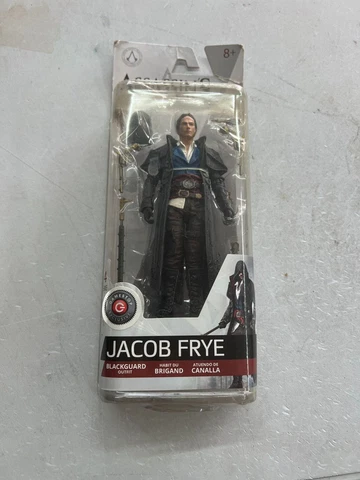 8+
JACOB FRYE
BLACKGUARD
OUTFIT
HABIT DU
BRIGAND
ATUENDO DE
CANALLA